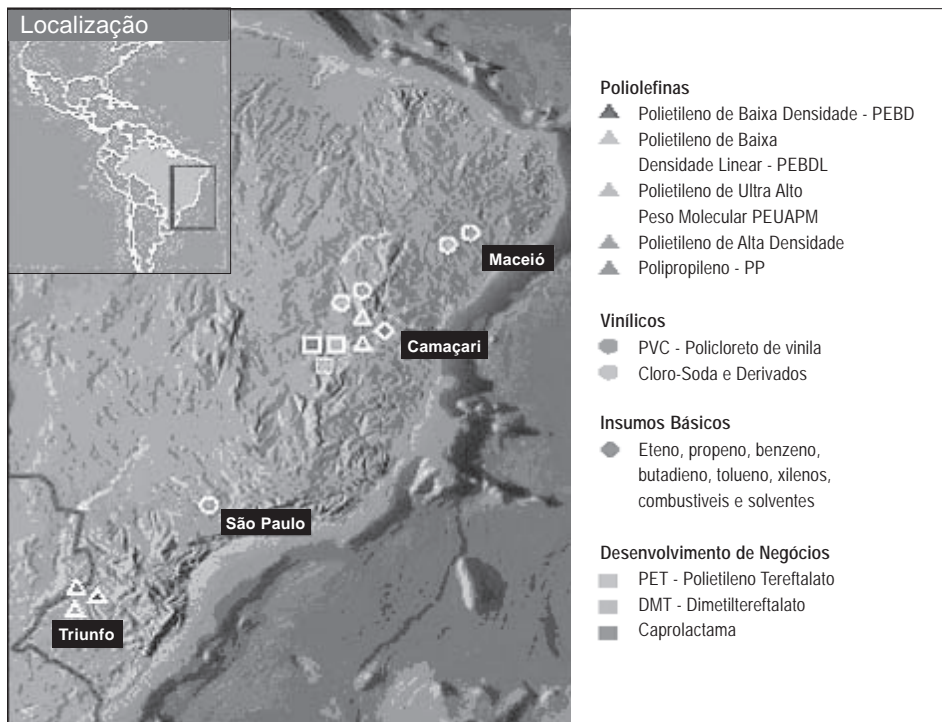 Localização
Maceió
Camaçari
São Paulo
Triunfo
Poliolefinas
Polietileno de Baixa Densidade - PEBD
Polietileno de Baixa
Densidade Linear - PEBDL
Polietileno de Ultra Alto
Peso Molecular PEUAPM
Polietileno de Alta Densidade
Polipropileno - PP
Vinílicos
PVC - Policloreto de vinila
Cloro-Soda e Derivados
Insumos Básicos
Eteno, propeno, benzeno,
butadieno, tolueno, xilenos,
combustiveis e solventes
Desenvolvimento de Negócios
PET - Polietileno Tereftalato
DMT - Dimetiltereftalato
Caprolactama